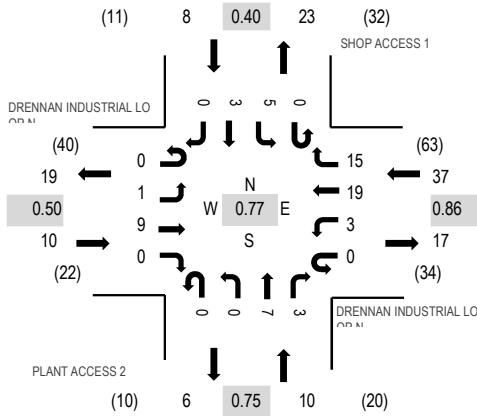 (11) 8 0.40 23 (32)
SHOP ACCESS 1
DRENNAN INDUSTRIAL LO
OP N
0 3 5 0
(40) 0 15 (63)
19 1 N 19 37
0.50 W 0.77 E 0.86
10 9 S 3 17
(22) 0 0 (34)
0 0 7 3
DRENNAN INDUSTRIAL LO
OP N
PLANT ACCESS 2
(10) 6 0.75 10 (20)